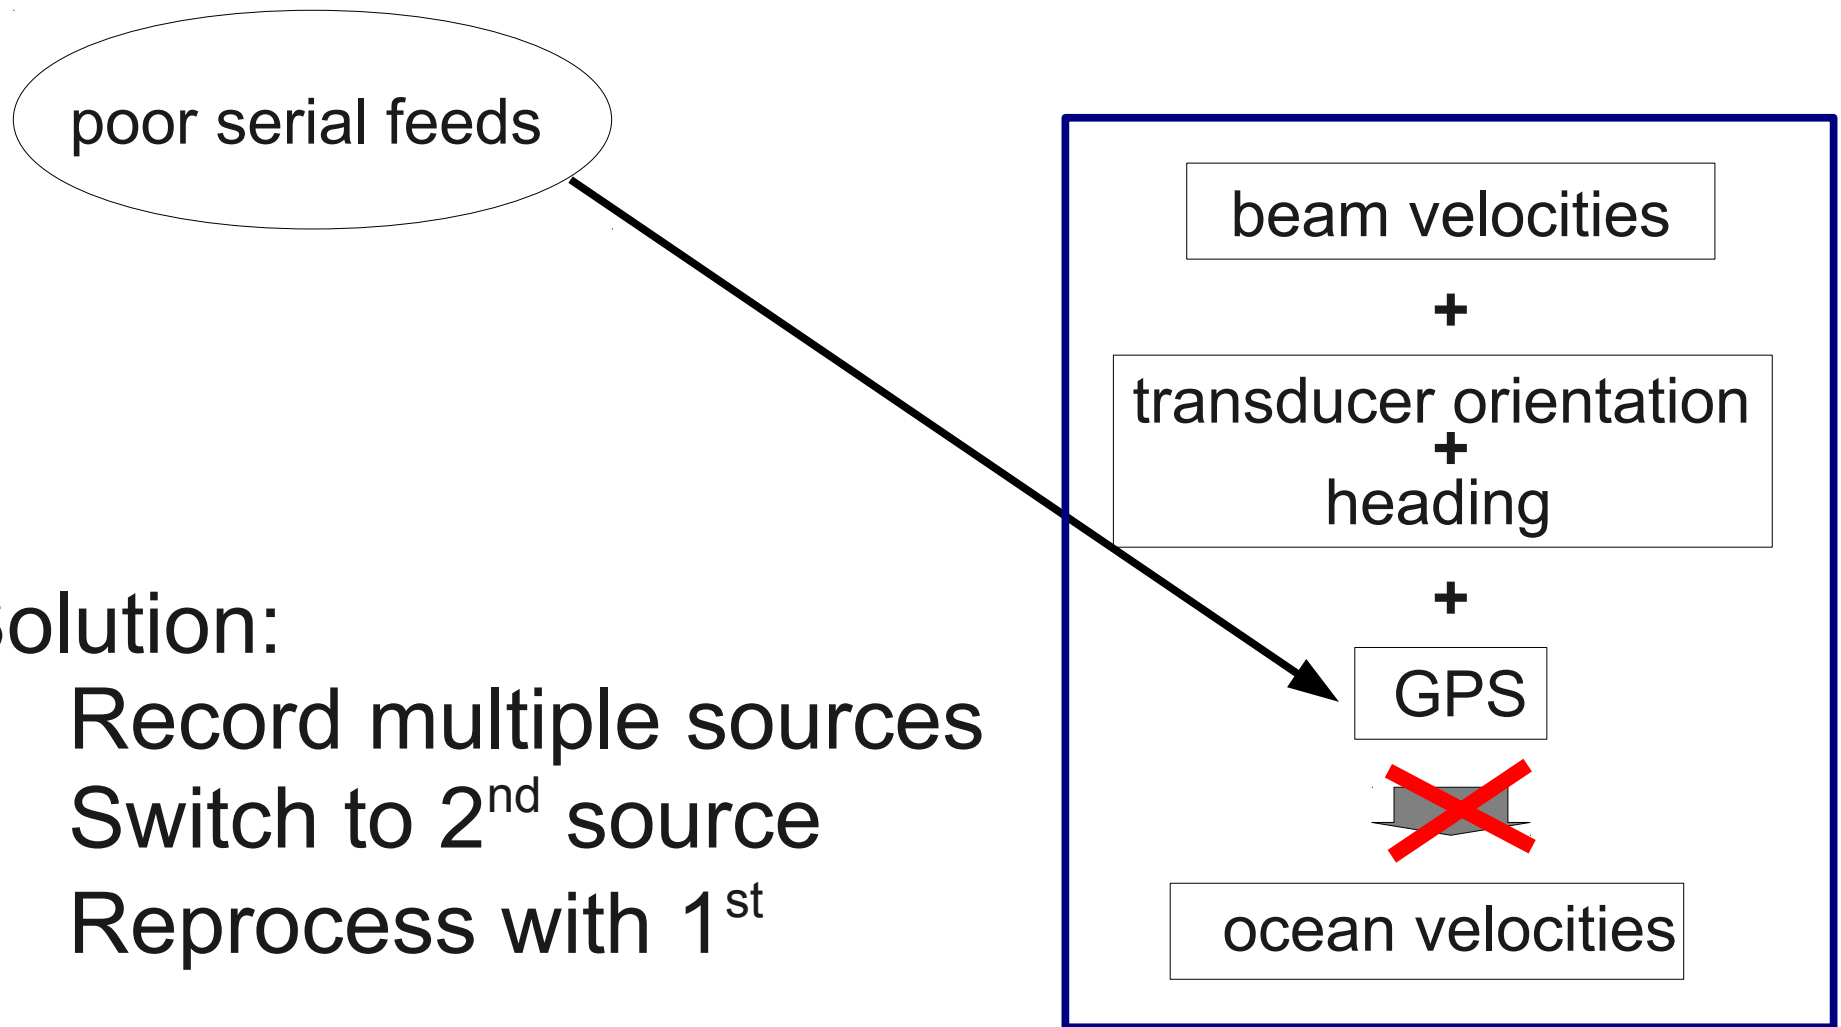 poor serial feeds
beam velocities
+
transducer orientation
+
heading
+
GPS
ocean velocities
Solution:
Record multiple sources
Switch to 2nd source
Reprocess with 1st